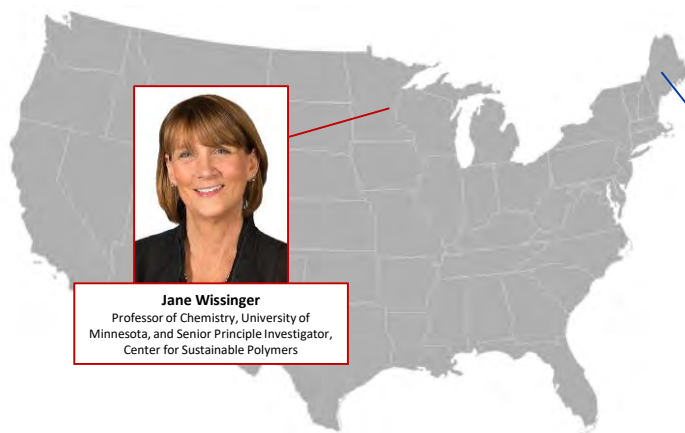 Jane Wissinger
Professor of Chemistry, University of
Minnesota, and Senior Principle Investigator,
Center for Sustainable Polymers